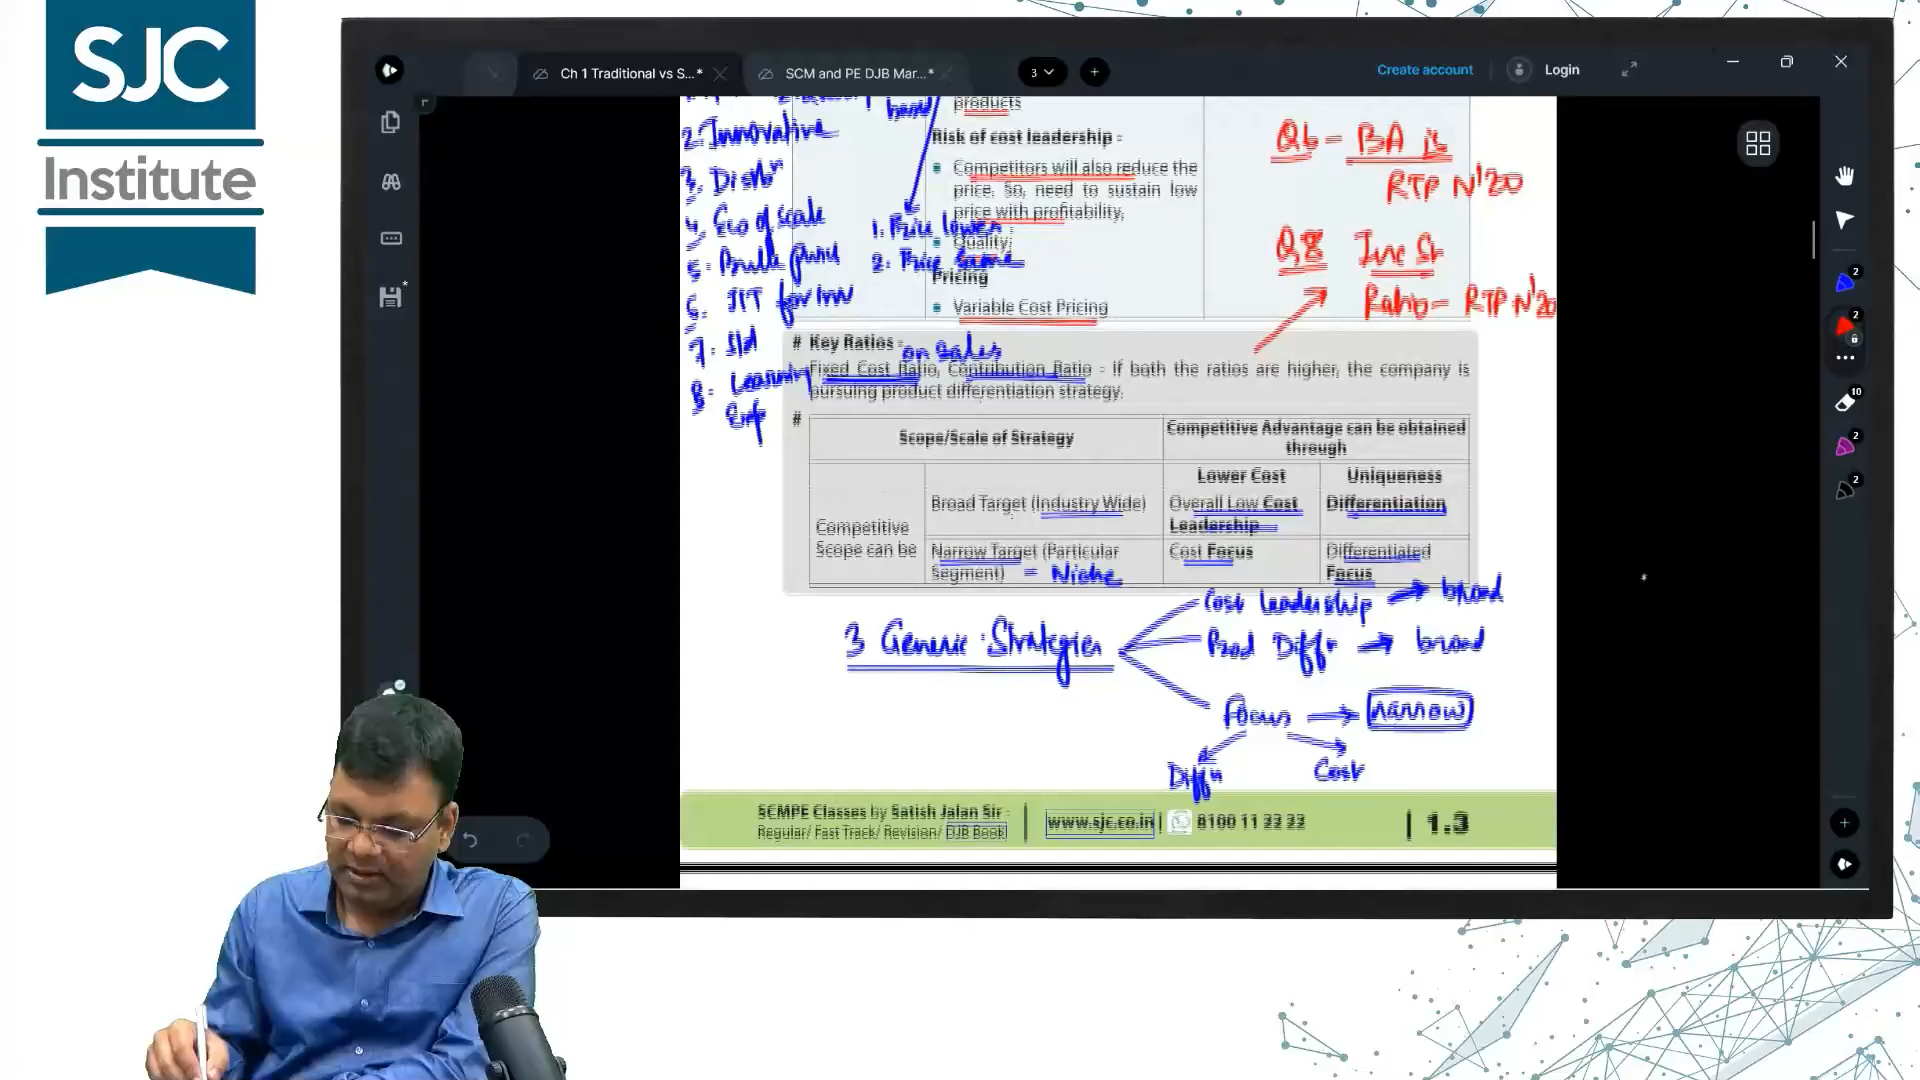 SJC
Institute
Ch 1 Traditional vs S...*
SCM and PE DJB Mar...*
3
Create account
Login
products
Risk of cost leadership :
Competitors will also reduce the
price. So, need to sustain low
price with profitability.
Quality.
Pricing
Variable Cost Pricing
2. Innovative
3. Distbn
4. Eco of scale
5. Bulk purc
6. JIT for inv
7. Std
8. Learning
Exp
1. Price lower
2. Price Same
Q6 - BA is
RTP N'20
Q8 Inc St
Ratio - RTP N'20
# Key Ratios :
on Sales
Fixed Cost Ratio, Contribution Ratio - If both the ratios are higher, the company is
pursuing product differentiation strategy.
#
Scope/Scale of Strategy
Competitive Advantage can be obtained
through
Lower Cost
Uniqueness
Competitive
Scope can be
Broad Target (Industry Wide)
Overall Low Cost
Leadership
Differentiation
Narrow Target (Particular
Segment) = Niche
Cost Focus
Differentiated
Focus
3 Generic Strategies
Cost leadership → broad
Prod Diffn → broad
Focus → narrow
Diffn
Cost
SCMPE Classes by Satish Jalan Sir :
Regular/ Fast Track/ Revision/ DJB Book
www.sjc.co.in |
8100 11 22 22
| 1.3
2
2
10
2
2